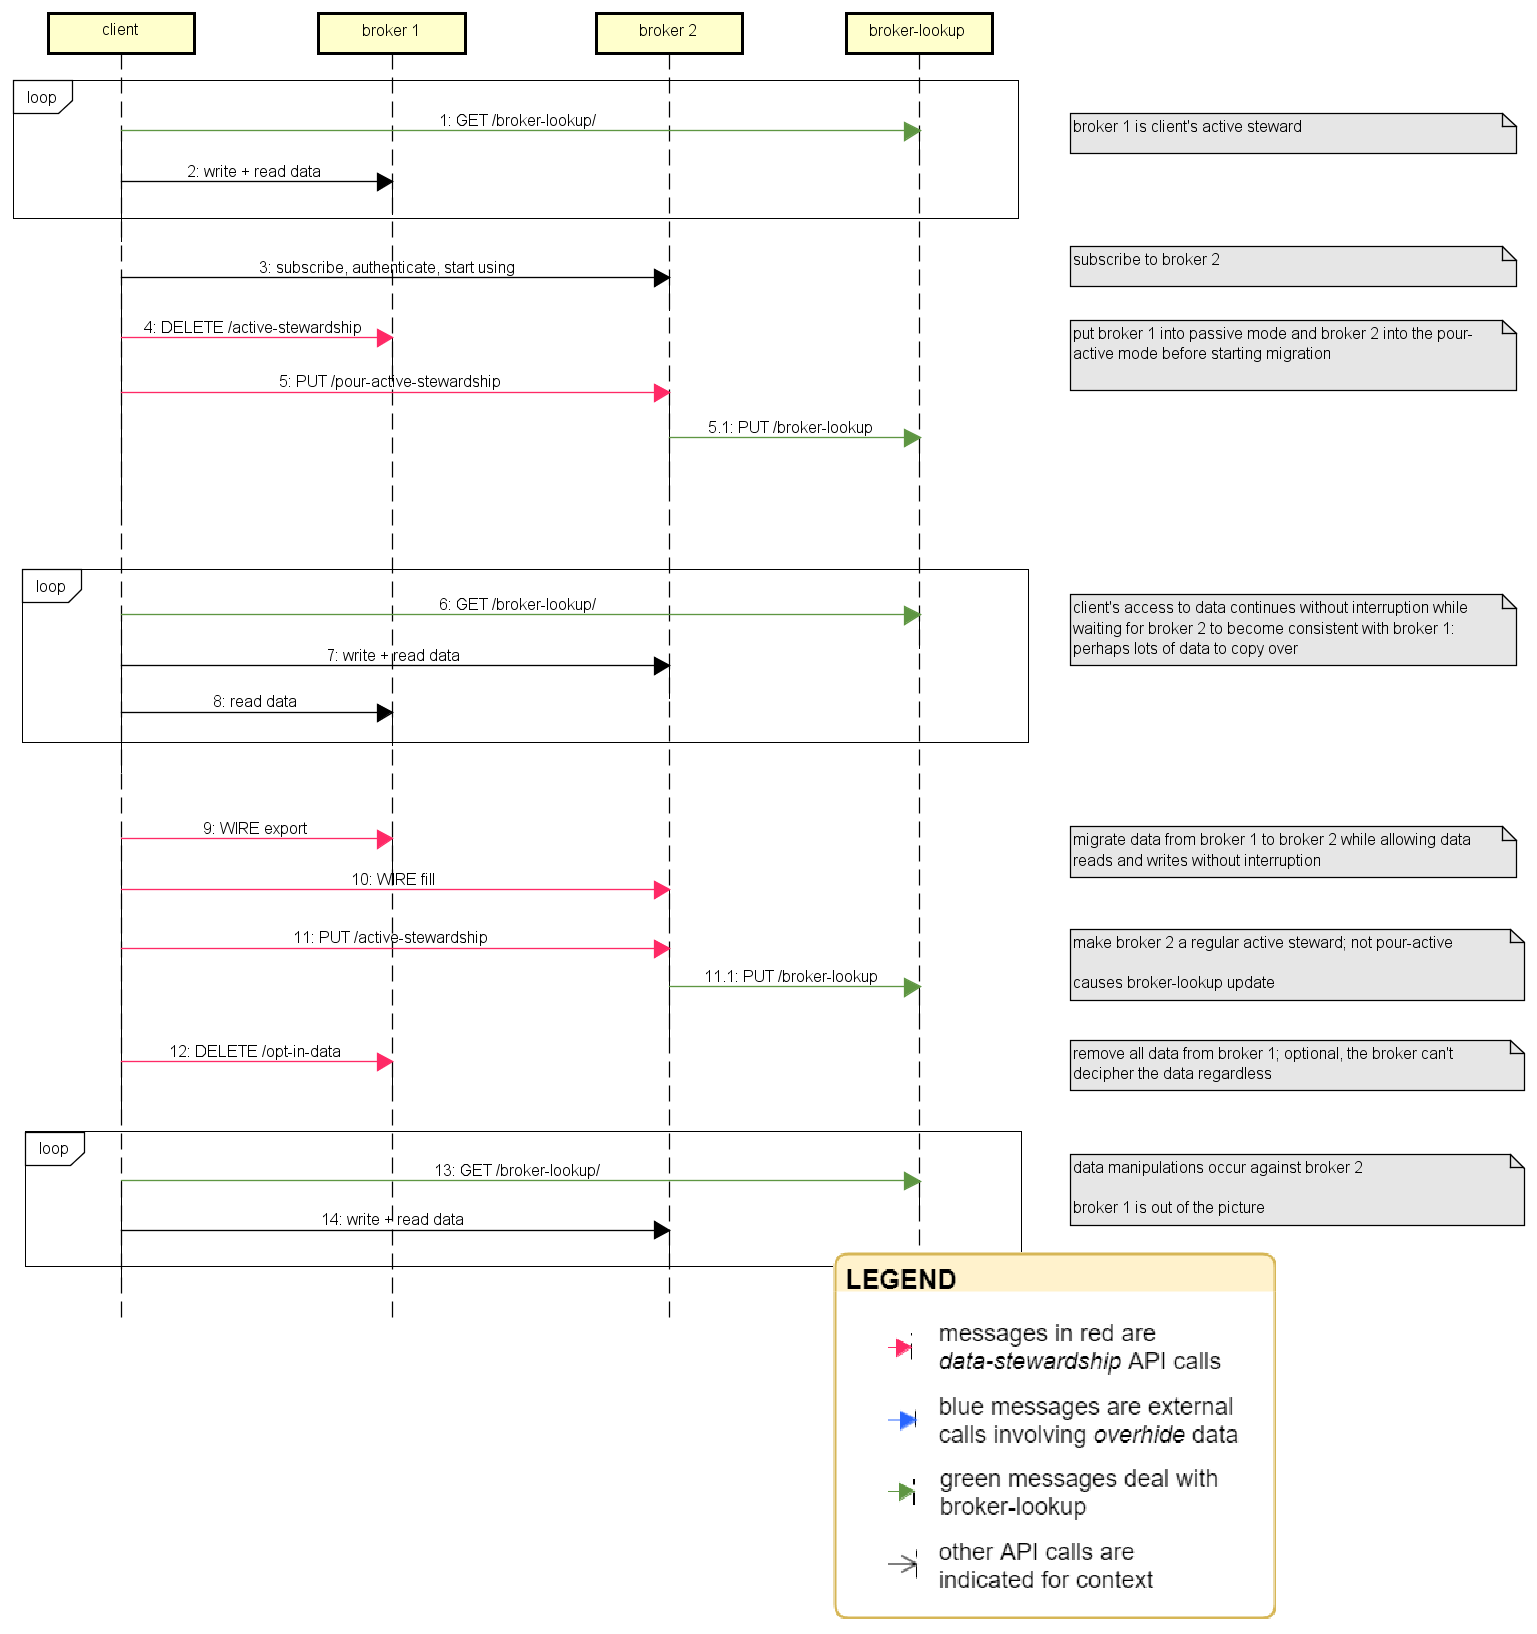 client
broker 1
broker 2
broker-lookup
loop
1: GET /broker-lookup/
broker 1 is client's active steward
2: write + read data
3: subscribe, authenticate, start using
subscribe to broker 2
4: DELETE /active-stewardship
put broker 1 into passive mode and broker 2 into the pour-
active mode before starting migration
5: PUT /pour-active-stewardship
5.1: PUT /broker-lookup
loop
6: GET /broker-lookup/
client's access to data continues without interruption while
waiting for broker 2 to become consistent with broker 1:
perhaps lots of data to copy over
7: write + read data
8: read data
9: WIRE export
migrate data from broker 1 to broker 2 while allowing data
reads and writes without interruption
10: WIRE fill
11: PUT /active-stewardship
make broker 2 a regular active steward; not pour-active
causes broker-lookup update
11.1: PUT /broker-lookup
12: DELETE /opt-in-data
remove all data from broker 1; optional, the broker can't
decipher the data regardless
loop
13: GET /broker-lookup/
data manipulations occur against broker 2
broker 1 is out of the picture
14: write + read data
LEGEND
messages in red are
data-stewardship API calls
blue messages are external
calls involving overhide data
green messages deal with
broker-lookup
other API calls are
indicated for context